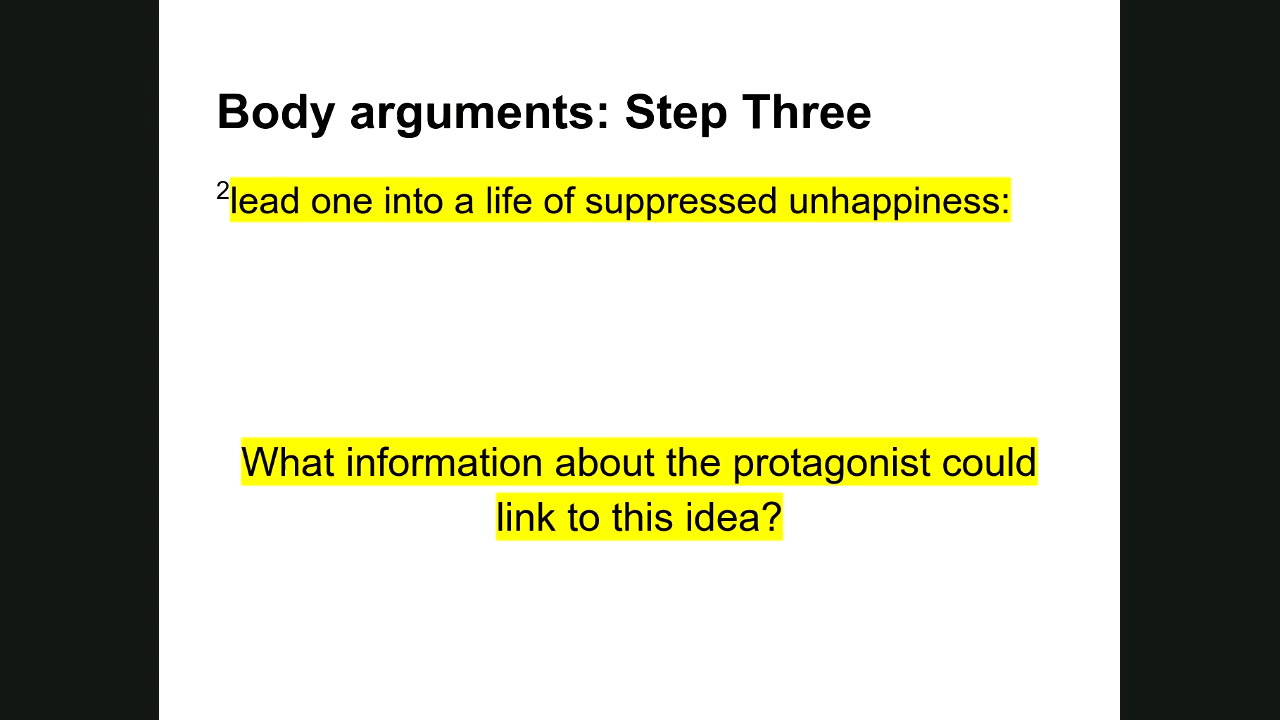 Body arguments: Step Three
²lead one into a life of suppressed unhappiness:
What information about the protagonist could
link to this idea?